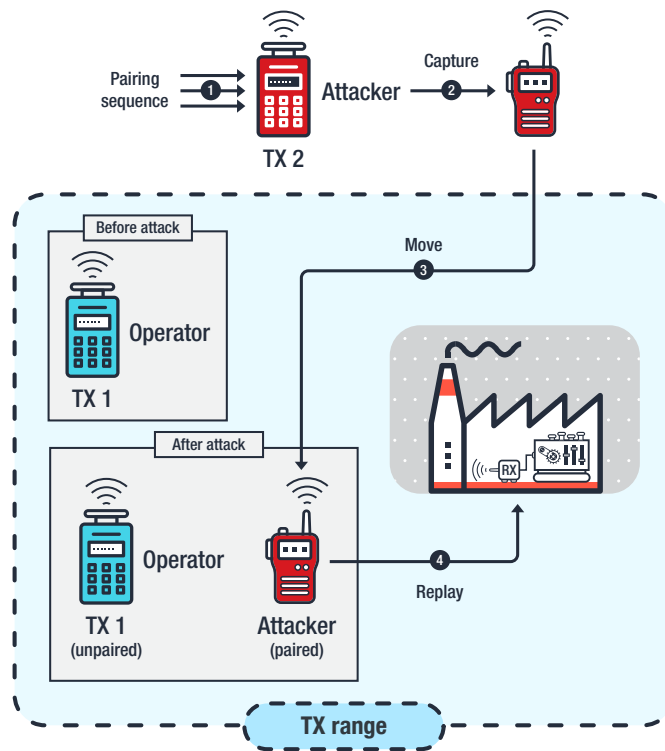 Pairing
sequence
1
Attacker
TX 2
Capture
2
Before attack
Operator
TX 1
Move
3
RX
After attack
Operator
TX 1
(unpaired)
Attacker
(paired)
4
Replay
TX range